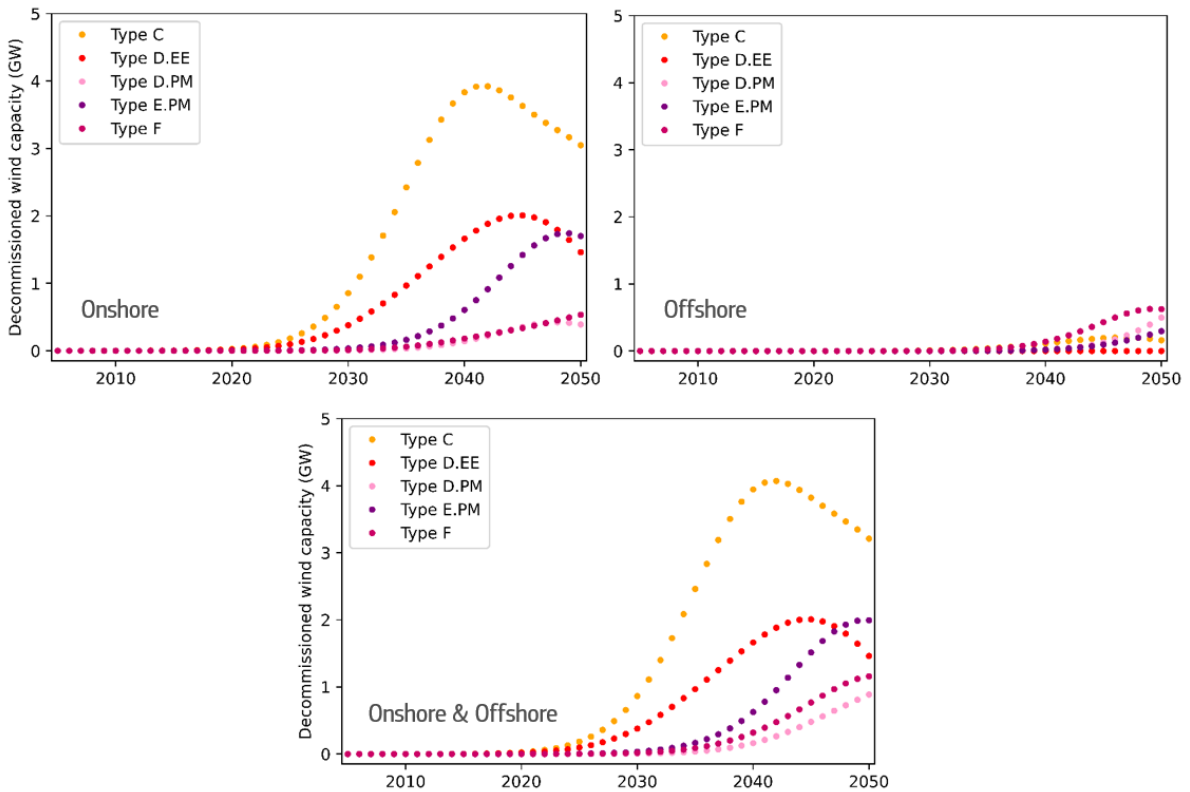 Decommissioned wind capacity (GW)
5
4
3
2
1
0
Type C
Type D.EE
Type D.PM
Type E.PM
Type F
Onshore
2010
2020
2030
2040
2050
5
4
3
2
1
0
Type C
Type D.EE
Type D.PM
Type E.PM
Type F
Offshore
2010
2020
2030
2040
2050
Decommissioned wind capacity (GW)
5
4
3
2
1
0
Type C
Type D.EE
Type D.PM
Type E.PM
Type F
Onshore & Offshore
2010
2020
2030
2040
2050